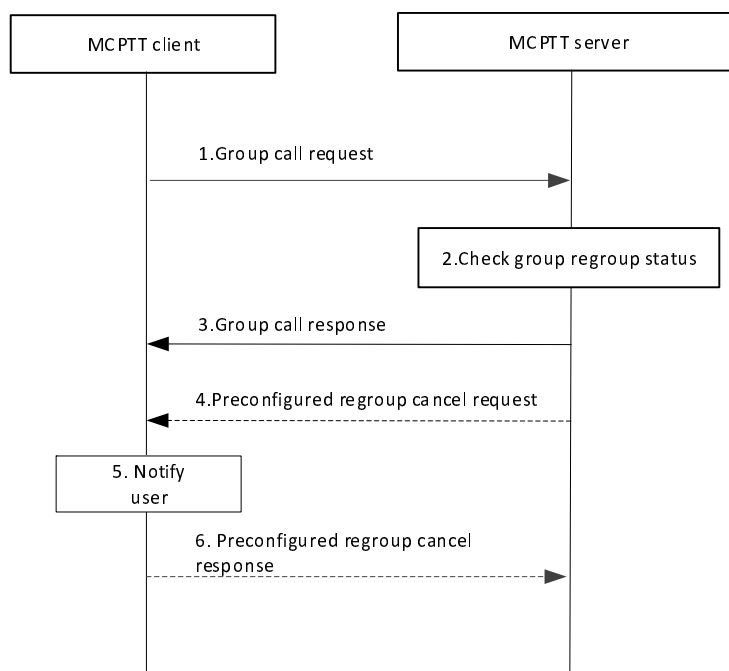 MCPTT client
MCPTT server
1.Group call request
2.Check group regroup status
3.Group call response
4.Preconfigured regroup cancel request
5. Notify
user
6. Preconfigured regroup cancel
response